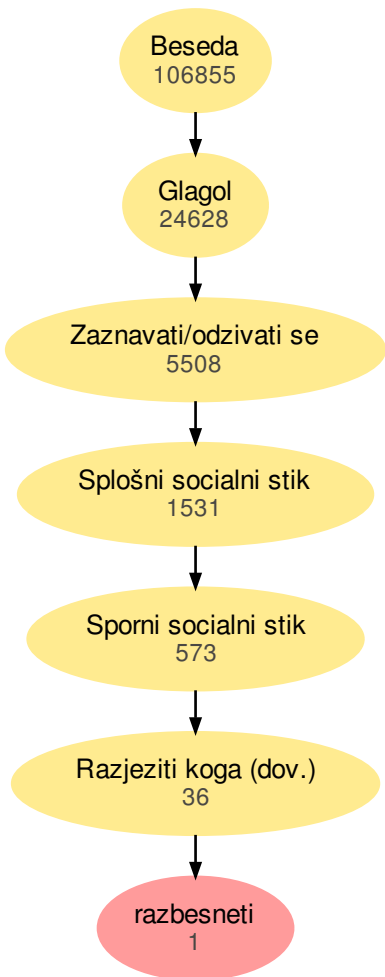 Beseda
106855
Glagol
24628
Zaznavati/odzivati se
5508
Splošni socialni stik
1531
Sporni socialni stik
573
Razjeziti koga (dov.)
36
razbesneti
1